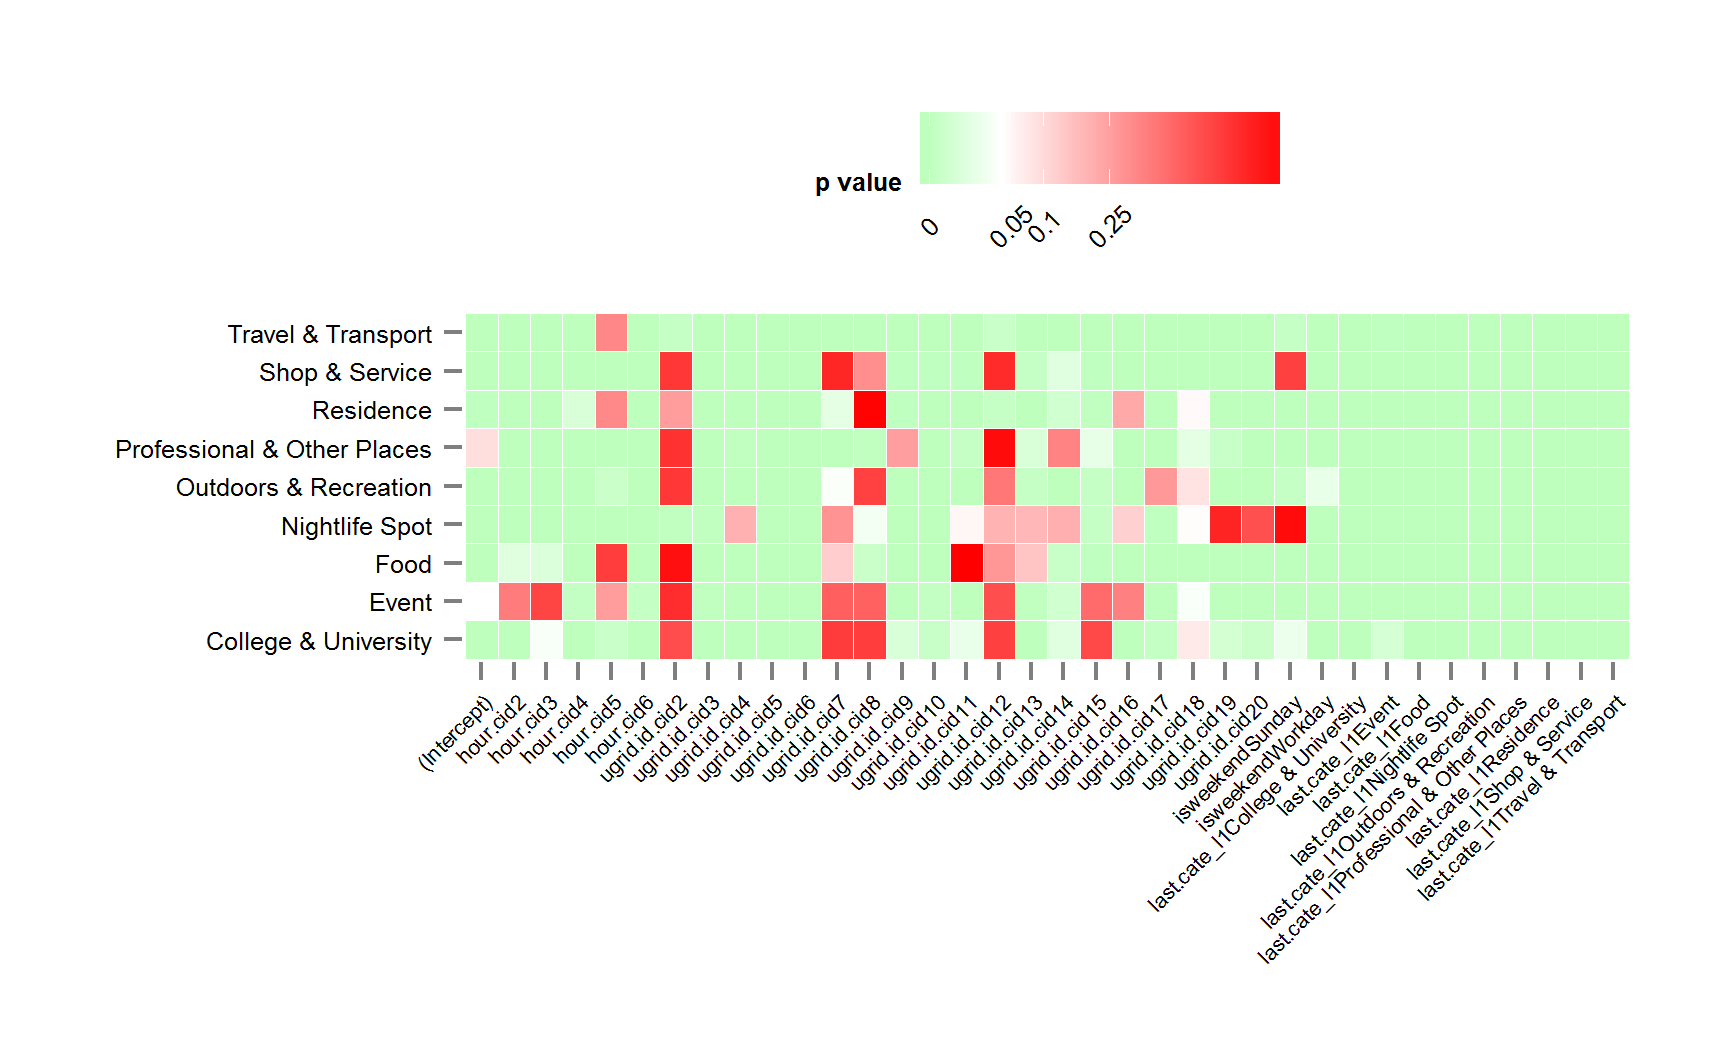 p value
0
0.05
0.1
0.25
Travel & Transport
Shop & Service
Residence
Professional & Other Places
Outdoors & Recreation
Nightlife Spot
Food
Event
College & University
(Intercept)
hour.cid2
hour.cid3
hour.cid4
hour.cid5
hour.cid6
ugrid.id.cid2
ugrid.id.cid3
ugrid.id.cid4
ugrid.id.cid5
ugrid.id.cid6
ugrid.id.cid7
ugrid.id.cid8
ugrid.id.cid9
ugrid.id.cid10
ugrid.id.cid11
ugrid.id.cid12
ugrid.id.cid13
ugrid.id.cid14
ugrid.id.cid15
ugrid.id.cid16
ugrid.id.cid17
ugrid.id.cid18
ugrid.id.cid19
ugrid.id.cid20
isweekendSunday
isweekendWorkday
last.cate_l1College & University
last.cate_l1Event
last.cate_l1Food
last.cate_l1Nightlife Spot
last.cate_l1Outdoors & Recreation
last.cate_l1Professional & Other Places
last.cate_l1Residence
last.cate_l1Shop & Service
last.cate_l1Travel & Transport